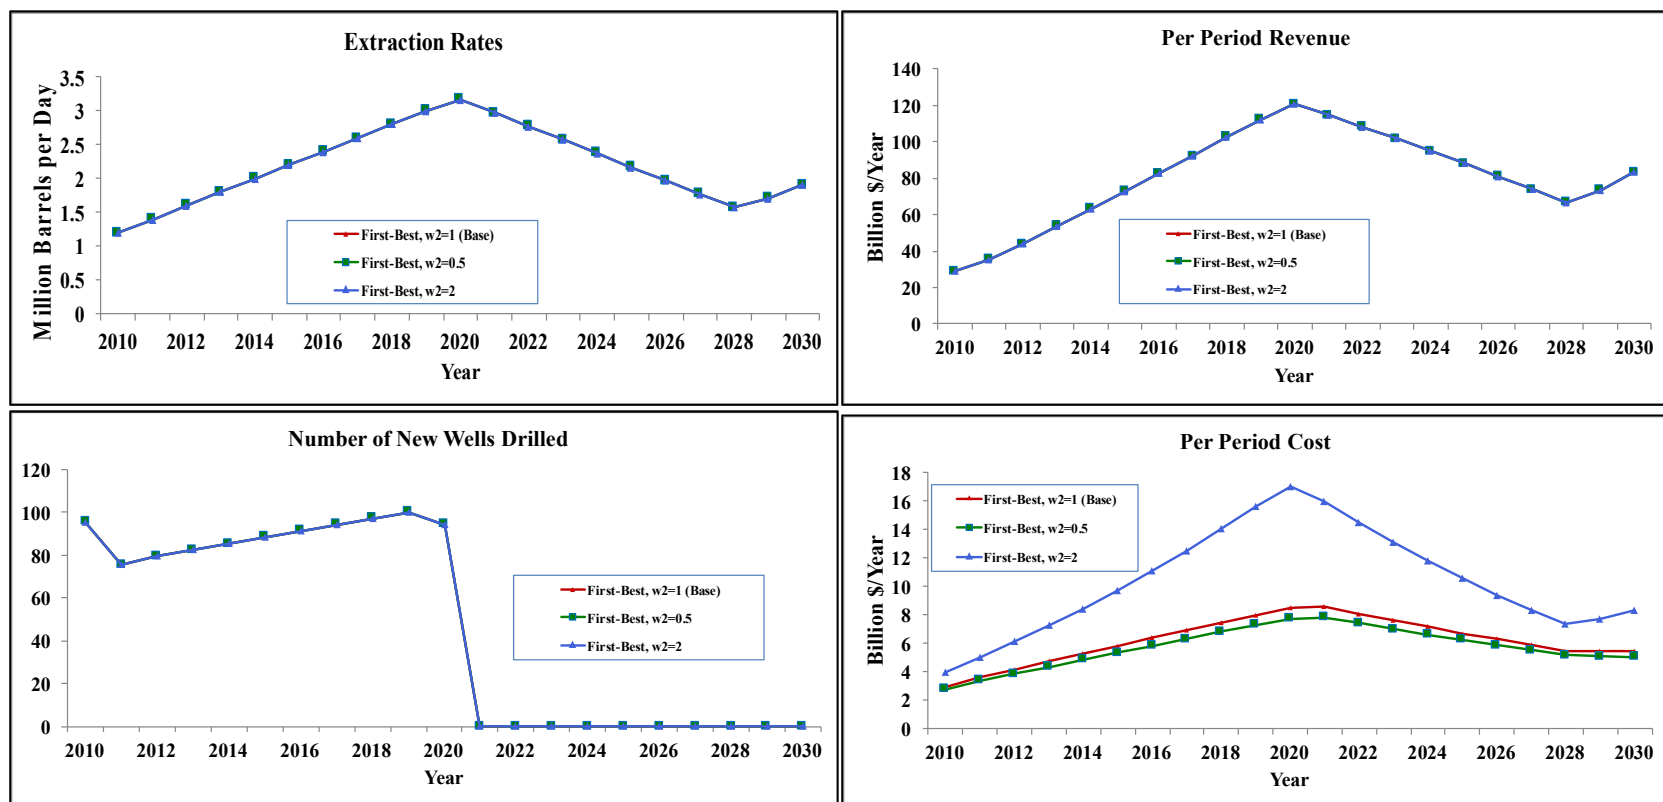 Extraction Rates
Million Barrels per Day
3.5
3
2.5
2
1.5
1
0.5
0
First-Best, w2=1 (Base)
First-Best, w2=0.5
First-Best, w2=2
2010 2012 2014 2016 2018 2020 2022 2024 2026 2028 2030
Year
Per Period Revenue
Billion $/Year
140
120
100
80
60
40
20
0
First-Best, w2=1 (Base)
First-Best, w2=0.5
First-Best, w2=2
2010 2012 2014 2016 2018 2020 2022 2024 2026 2028 2030
Year
Number of New Wells Drilled
120
100
80
60
40
20
0
First-Best, w2=1 (Base)
First-Best, w2=0.5
First-Best, w2=2
2010 2012 2014 2016 2018 2020 2022 2024 2026 2028 2030
Year
Per Period Cost
Billion $/Year
18
16
14
12
10
8
6
4
2
0
First-Best, w2=1 (Base)
First-Best, w2=0.5
First-Best, w2=2
2010 2012 2014 2016 2018 2020 2022 2024 2026 2028 2030
Year